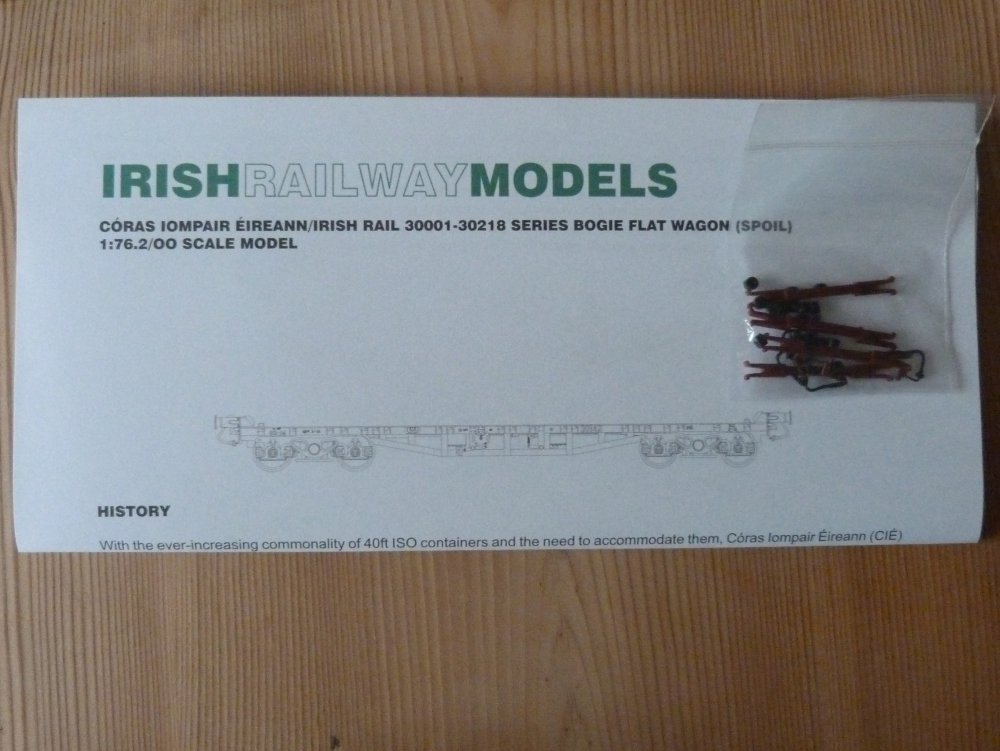 IRISHRAILWAYMODELS
CÓRAS IOMPAIR ÉIREANN/IRISH RAIL 30001-30218 SERIES BOGIE FLAT WAGON (SPOIL)
1:76.2/OO SCALE MODEL
HISTORY
With the ever-increasing commonality of 40ft ISO containers and the need to accommodate them, Córas Iompair Éireann (CIÉ)